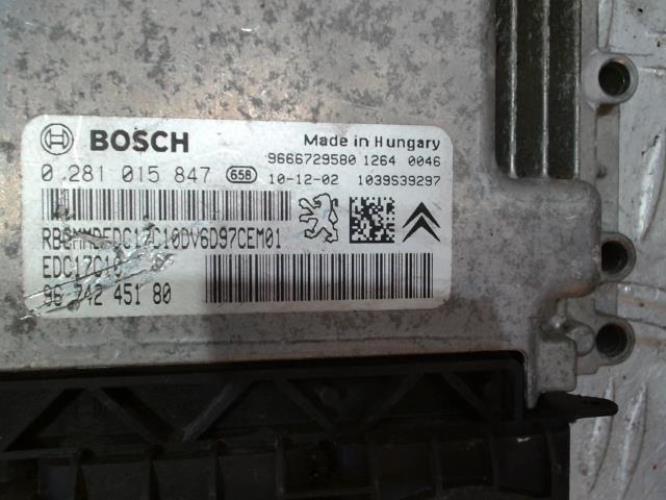 BOSCH
Made in Hungary
9666729580 1264 0046
0 281 015 847 658 10-12-02 1039S39297
EDC17C10
96 742 451 80